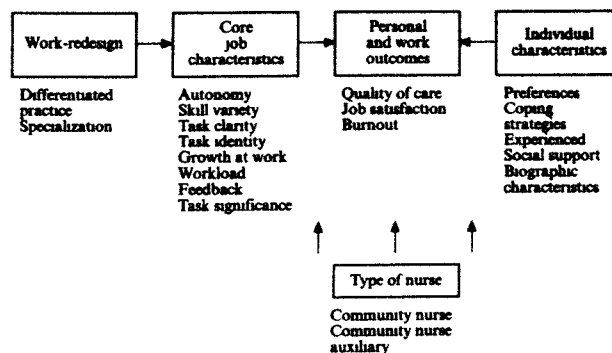 Work-redesign
Core
job
characteristics
Personal
and work
outcomes
Individual
characteristics
Differentiated
practice
Specialization
Autonomy
Skill variety
Task clarity
Task identity
Growth at work
Workload
Feedback
Task significance
Quality of care
Job satisfaction
Burnout
Preferences
Coping
strategies
Experienced
Social support
Biographic
characteristics
Type of nurse
Community nurse
Community nurse
auxiliary